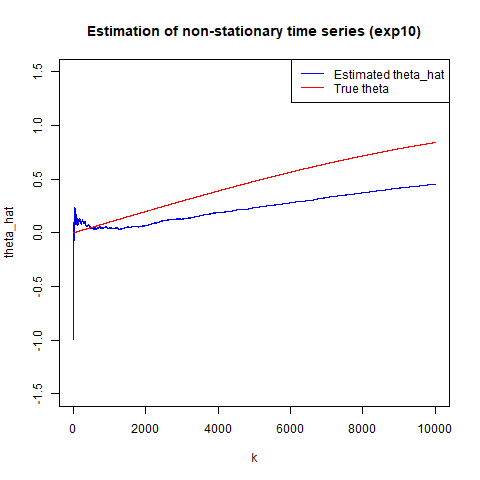 Estimation of non-stationary time series (exp10)
Estimated theta_hat
True theta
theta_hat
1.5
1.0
0.5
0.0
-0.5
-1.0
-1.5
0 2000 4000 6000 8000 10000
k